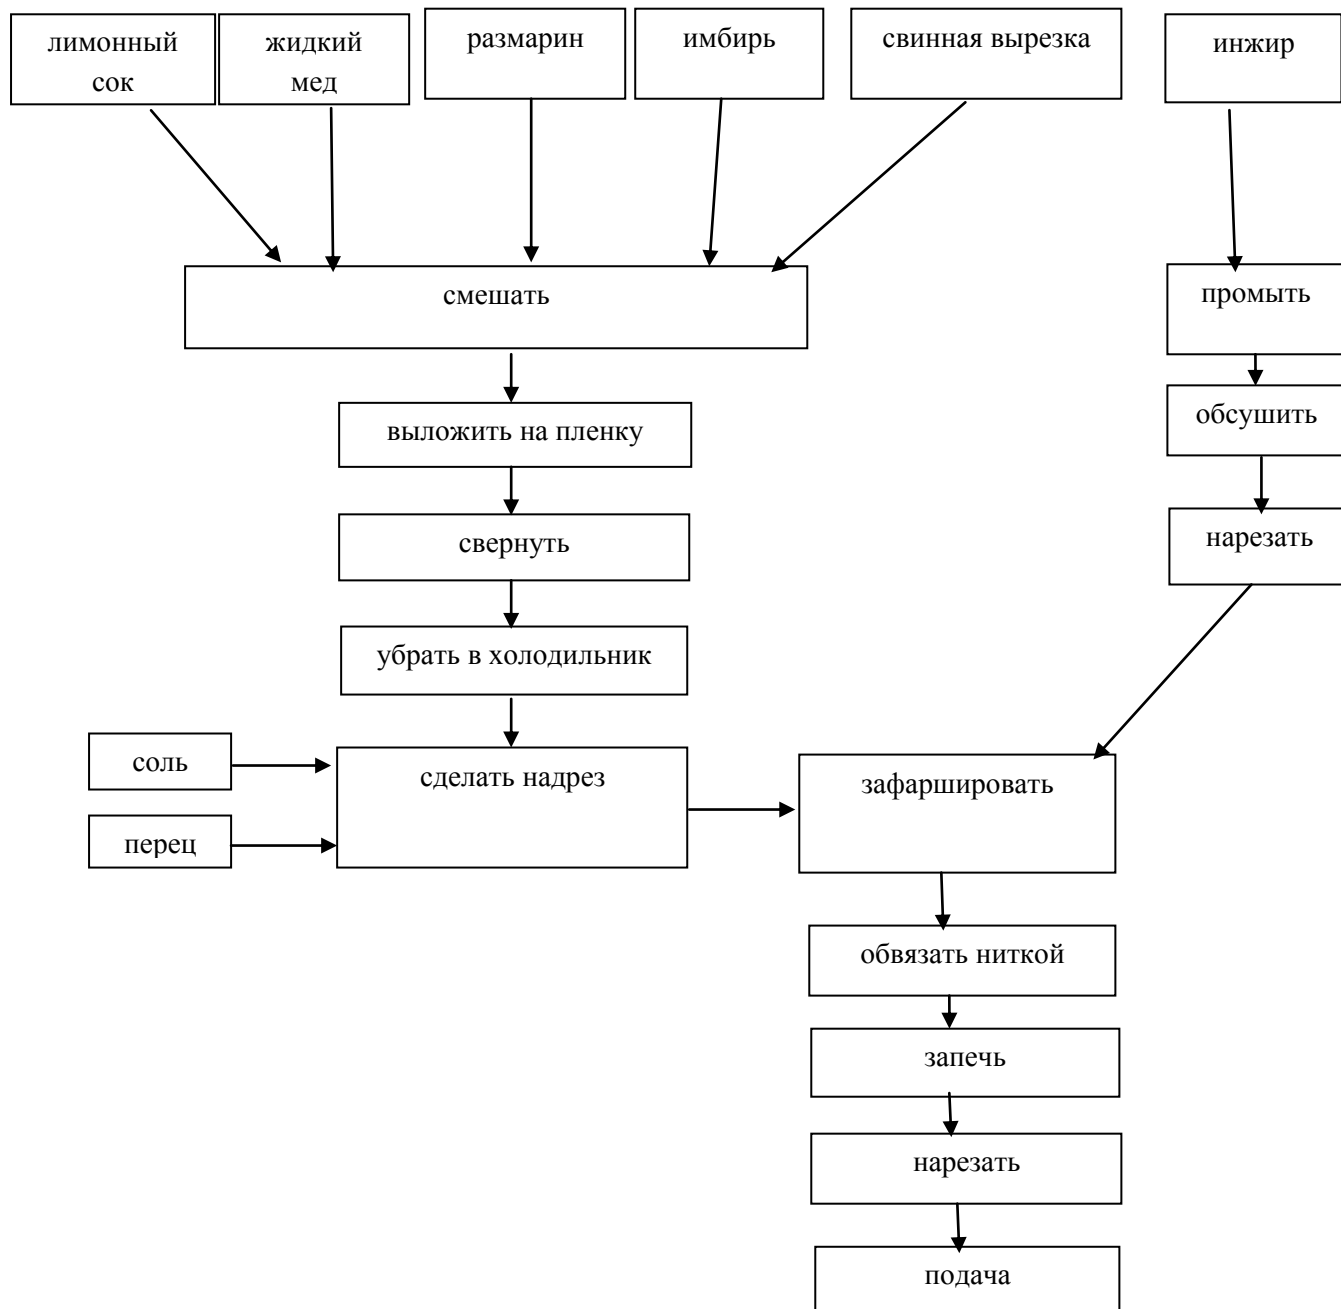 лимонный
сок
жидкий
мед
размарин
имбирь
свинная вырезка
инжир
смешать
промыть
выложить на пленку
обсушить
свернуть
нарезать
убрать в холодильник
соль
сделать надрез
зафаршировать
перец
обвязать ниткой
запечь
нарезать
подача